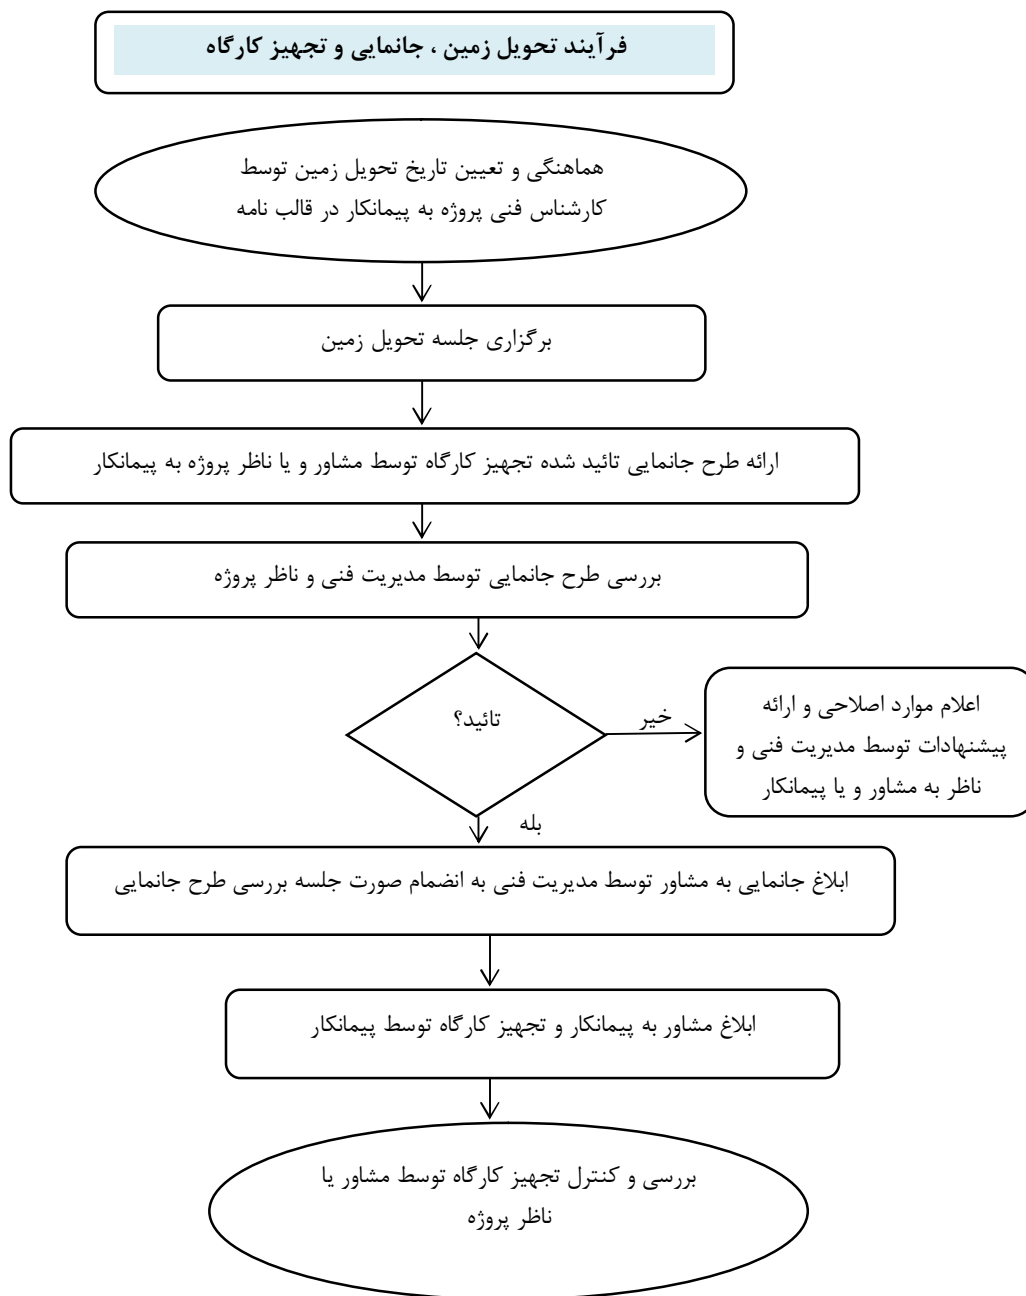 فرآیند تحویل زمین ، جانمایی و تجهیز کارگاه
هماهنگی و تعیین تاریخ تحویل زمین توسط
کارشناس فنی پروژه به پیمانکار در قالب نامه
برگزاری جلسه تحویل زمین
ارائه طرح جانمایی تائید شده تجهیز کارگاه توسط مشاور و یا ناظر پروژه به پیمانکار
بررسی طرح جانمایی توسط مدیریت فنی و ناظر پروژه
تائید؟
خیر
اعلام موارد اصلاحی و ارائه
پیشنهادات توسط مدیریت فنی و
ناظر به مشاور و یا پیمانکار
بله
ابلاغ جانمایی به مشاور توسط مدیریت فنی به انضمام صورت جلسه بررسی طرح جانمایی
ابلاغ مشاور به پیمانکار و تجهیز کارگاه توسط پیمانکار
بررسی و کنترل تجهیز کارگاه توسط مشاور یا
ناظر پروژه